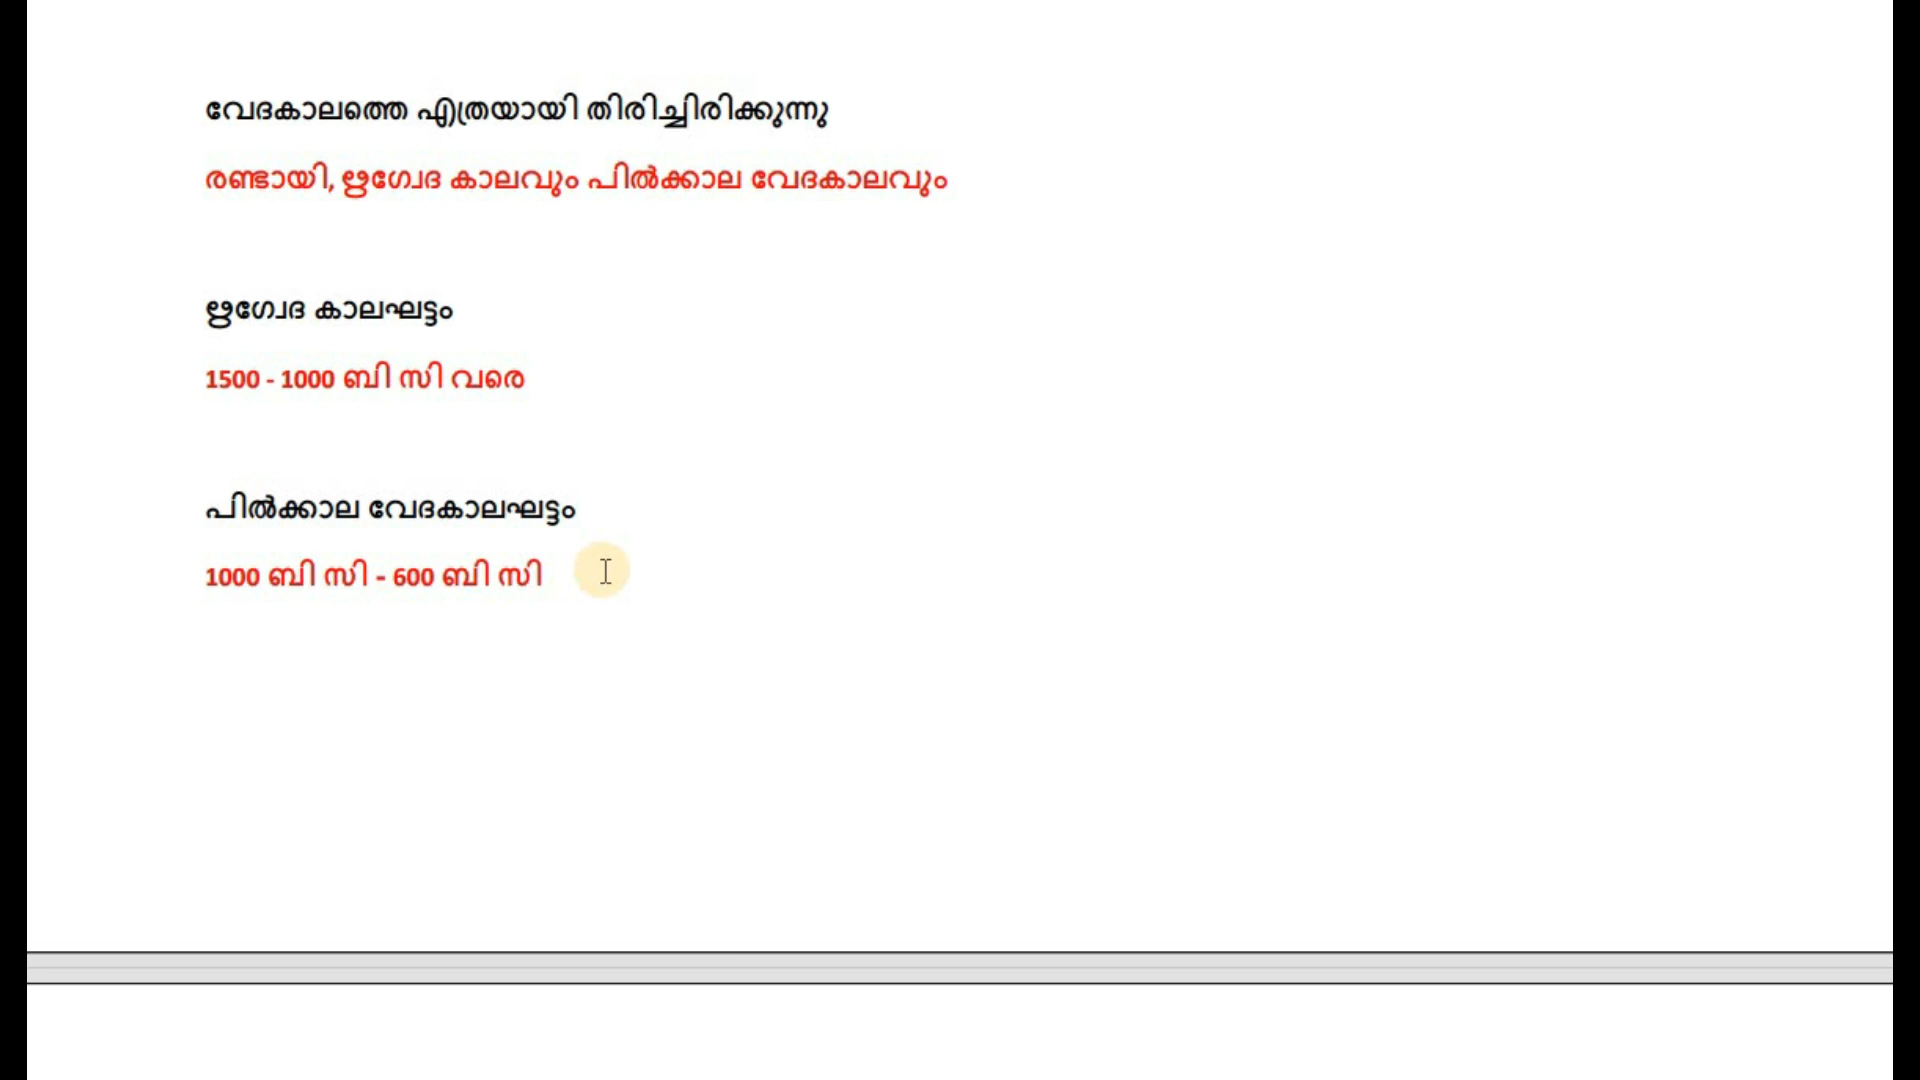 വേദകാലത്തെ എത്രയായി തിരിച്ചിരിക്കുന്നു
രണ്ടായി, ഋഗ്വേദ കാലവും പിൽക്കാല വേദകാലവും
ഋഗ്വേദ കാലഘട്ടം
1500 - 1000 ബി സി വരെ
പിൽക്കാല വേദകാലഘട്ടം
1000 ബി സി - 600 ബി സി